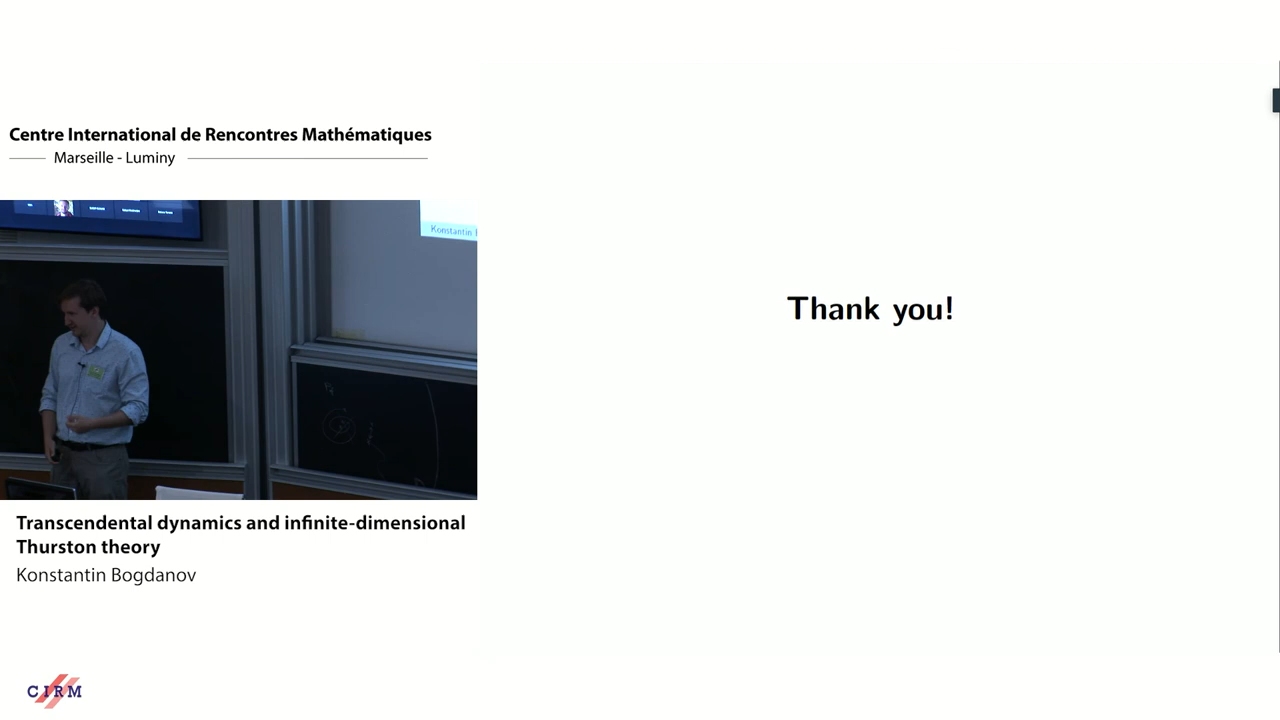 Centre International de Rencontres Mathématiques
Marseille - Luminy
Konstantin
Thank you!
Transcendental dynamics and infinite-dimensional
Thurston theory
Konstantin Bogdanov
CIRM